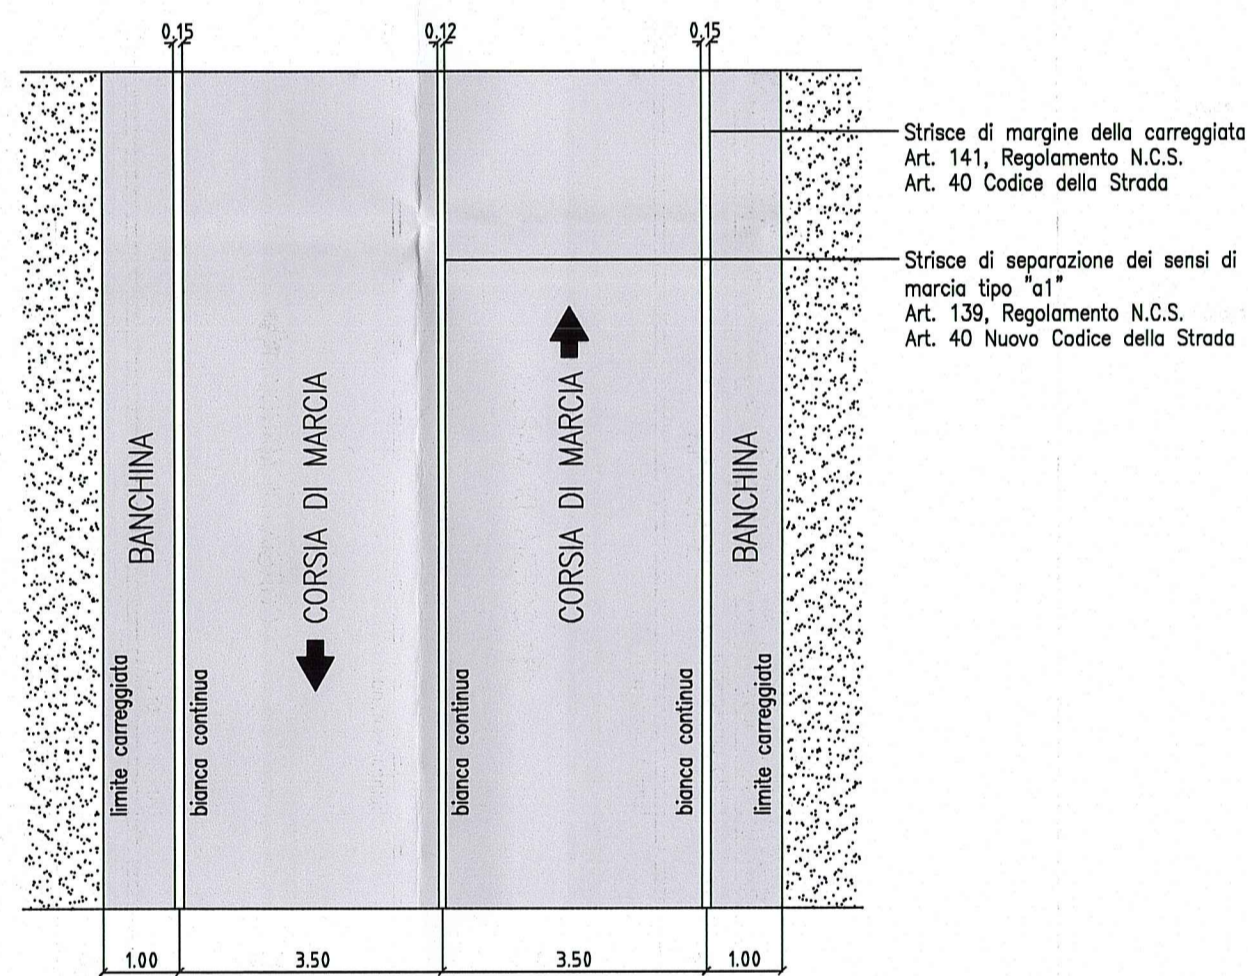 0.15
0.12
0.15
Strisce di margine della carreggiata
Art. 141, Regolamento N.C.S.
Art. 40 Codice della Strada
Strisce di separazione dei sensi di
marcia tipo "a1"
Art. 139, Regolamento N.C.S.
Art. 40 Nuovo Codice della Strada
BANCHINA
CORSIA DI MARCIA
CORSIA DI MARCIA
BANCHINA
limite carreggiata
bianca continua
bianca continua
bianca continua
limite carreggiata
1.00
3.50
3.50
1.00